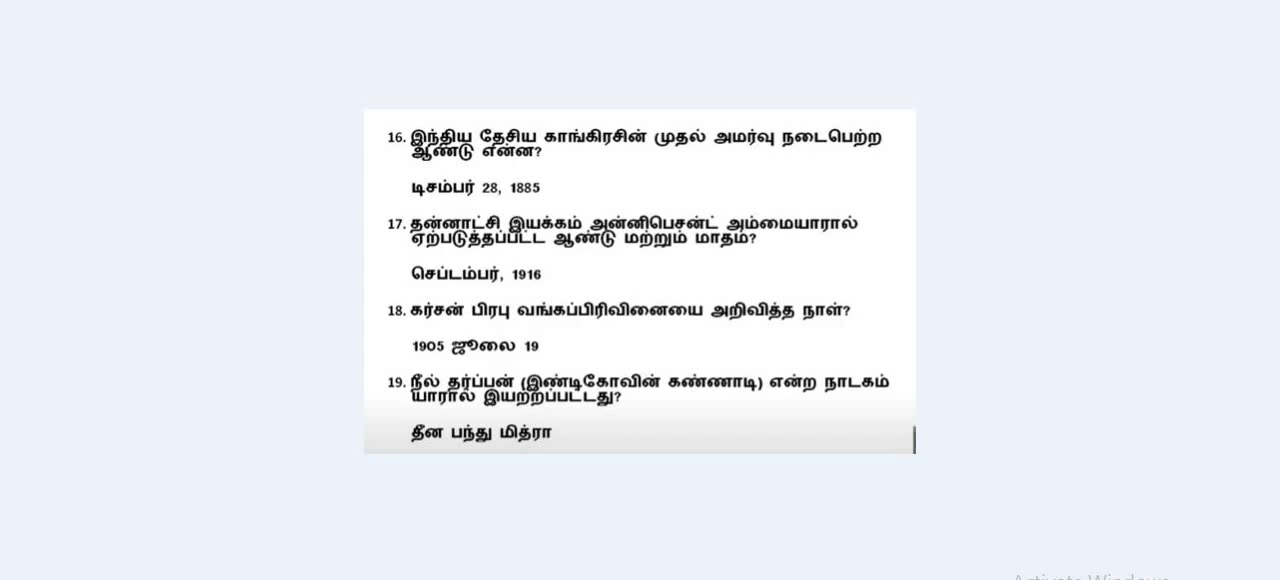 16. இந்திய தேசிய காங்கிரசின் முதல் அமர்வு நடைபெற்ற
ஆண்டு என்ன?
டிசம்பர் 28, 1885
17. தன்னாட்சி இயக்கம் அன்னிபெசன்ட் அம்மையாரால்
ஏற்படுத்தப்பட்ட ஆண்டு மற்றும் மாதம்?
செப்டம்பர், 1916
18. கர்சன் பிரபு வங்கப்பிரிவினையை அறிவித்த நாள்?
1905 ஜூலை 19
19. நீல் தர்ப்பன் (இண்டிகோவின் கண்ணாடி) என்ற நாடகம்
யாரால் இயற்றப்பட்டது?
தீன பந்து மித்ரா
Activate Windows